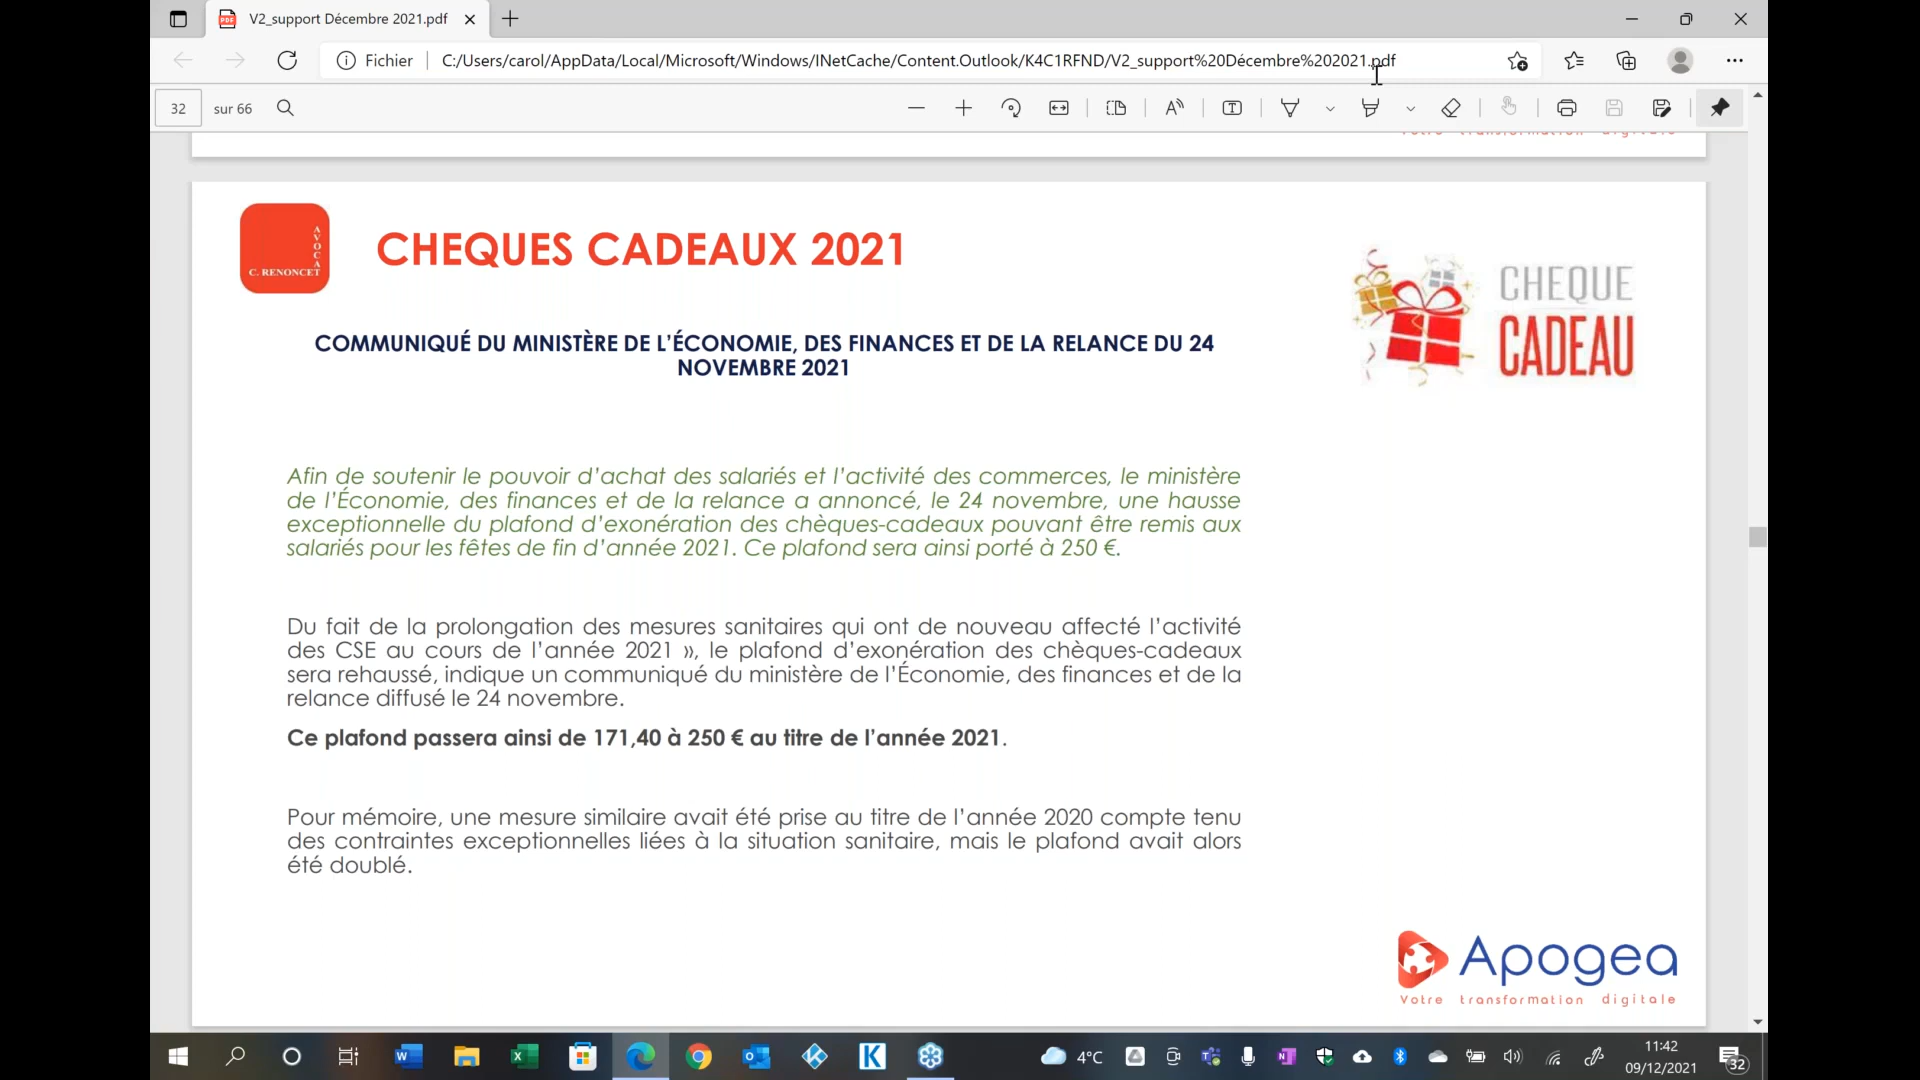 V2_support Décembre 2021.pdf
Fichier
C:/Users/carol/AppData/Local/Microsoft/Windows/INetCache/Content.Outlook/K4C1RFND/V2_support%20Décembre%202021.pdf
32 sur 66
Votre transformation digitale
AVOCAT
C. RENONCET
CHEQUES CADEAUX 2021
CHEQUE
CADEAU
COMMUNIQUÉ DU MINISTÈRE DE L’ÉCONOMIE, DES FINANCES ET DE LA RELANCE DU 24
NOVEMBRE 2021
Afin de soutenir le pouvoir d’achat des salariés et l’activité des commerces, le ministère
de l’Économie, des finances et de la relance a annoncé, le 24 novembre, une hausse
exceptionnelle du plafond d’exonération des chèques-cadeaux pouvant être remis aux
salariés pour les fêtes de fin d’année 2021. Ce plafond sera ainsi porté à 250 €.
Du fait de la prolongation des mesures sanitaires qui ont de nouveau affecté l’activité
des CSE au cours de l’année 2021 », le plafond d’exonération des chèques-cadeaux
sera rehaussé, indique un communiqué du ministère de l’Économie, des finances et de la
relance diffusé le 24 novembre.
Ce plafond passera ainsi de 171,40 à 250 € au titre de l’année 2021.
Pour mémoire, une mesure similaire avait été prise au titre de l’année 2020 compte tenu
des contraintes exceptionnelles liées à la situation sanitaire, mais le plafond avait alors
été doublé.
Apogea
Votre transformation digitale
4°C
11:42
09/12/2021
32